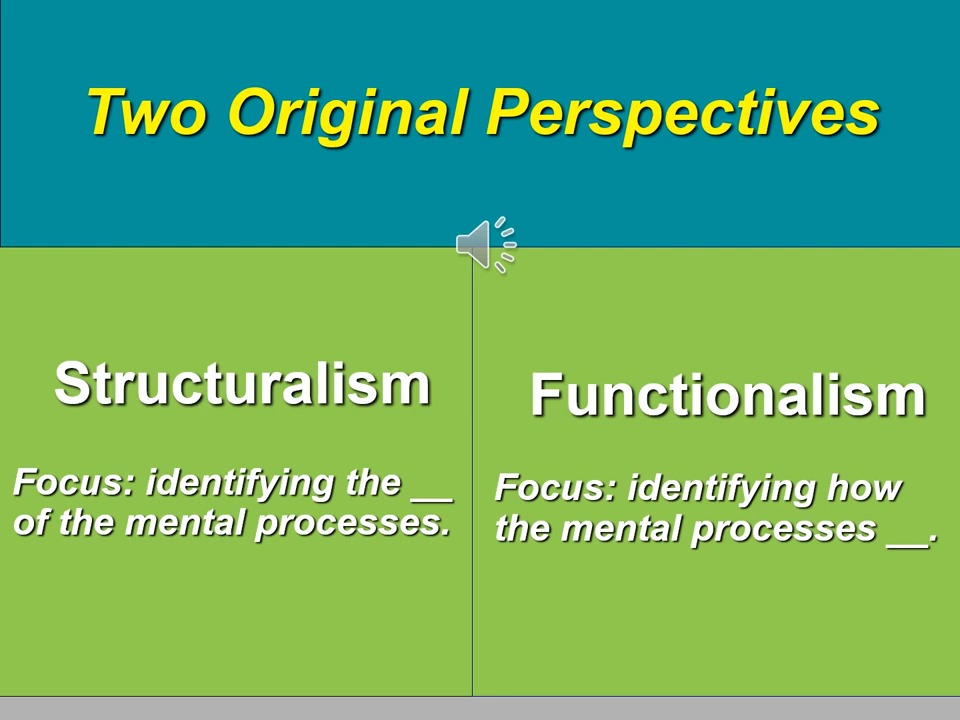 Two Original Perspectives
Structuralism
Focus: identifying the __
of the mental processes.
Functionalism
Focus: identifying how
the mental processes __.